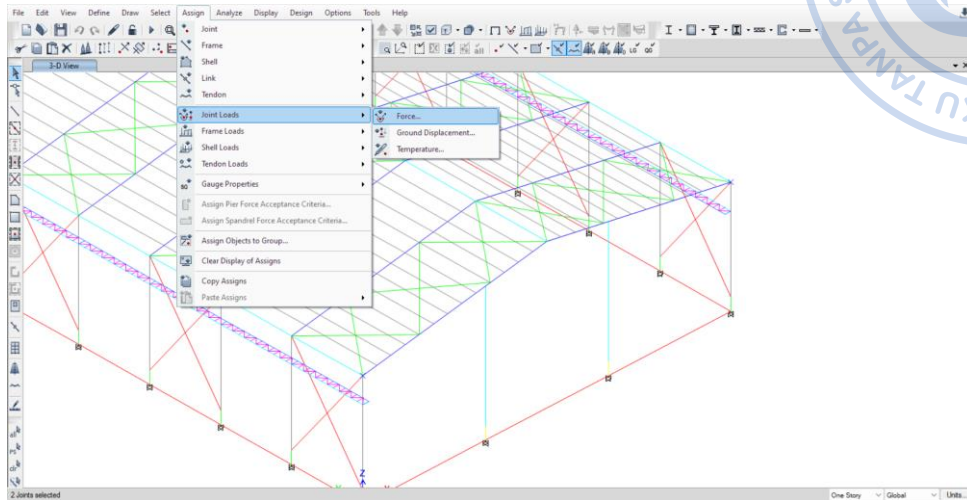 File Edit View Define Draw Select Assign Analyze Display Design Options Tools Help
3-D View
Joint
Frame
Shell
Link
Tendon
Joint Loads
Frame Loads
Shell Loads
Tendon Loads
Gauge Properties
Assign Pier Force Acceptance Criteria...
Assign Spandrel Force Acceptance Criteria...
Assign Objects to Group...
Clear Display of Assigns
Copy Assigns
Paste Assigns
Force...
Ground Displacement...
Temperature...
Z
2 Joints selected
One Story
Global
Units...